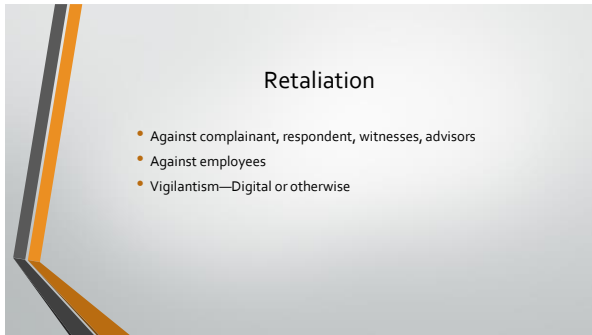 Retaliation
• Against complainant, respondent, witnesses, advisors
• Against employees
• Vigilantism—Digital or otherwise